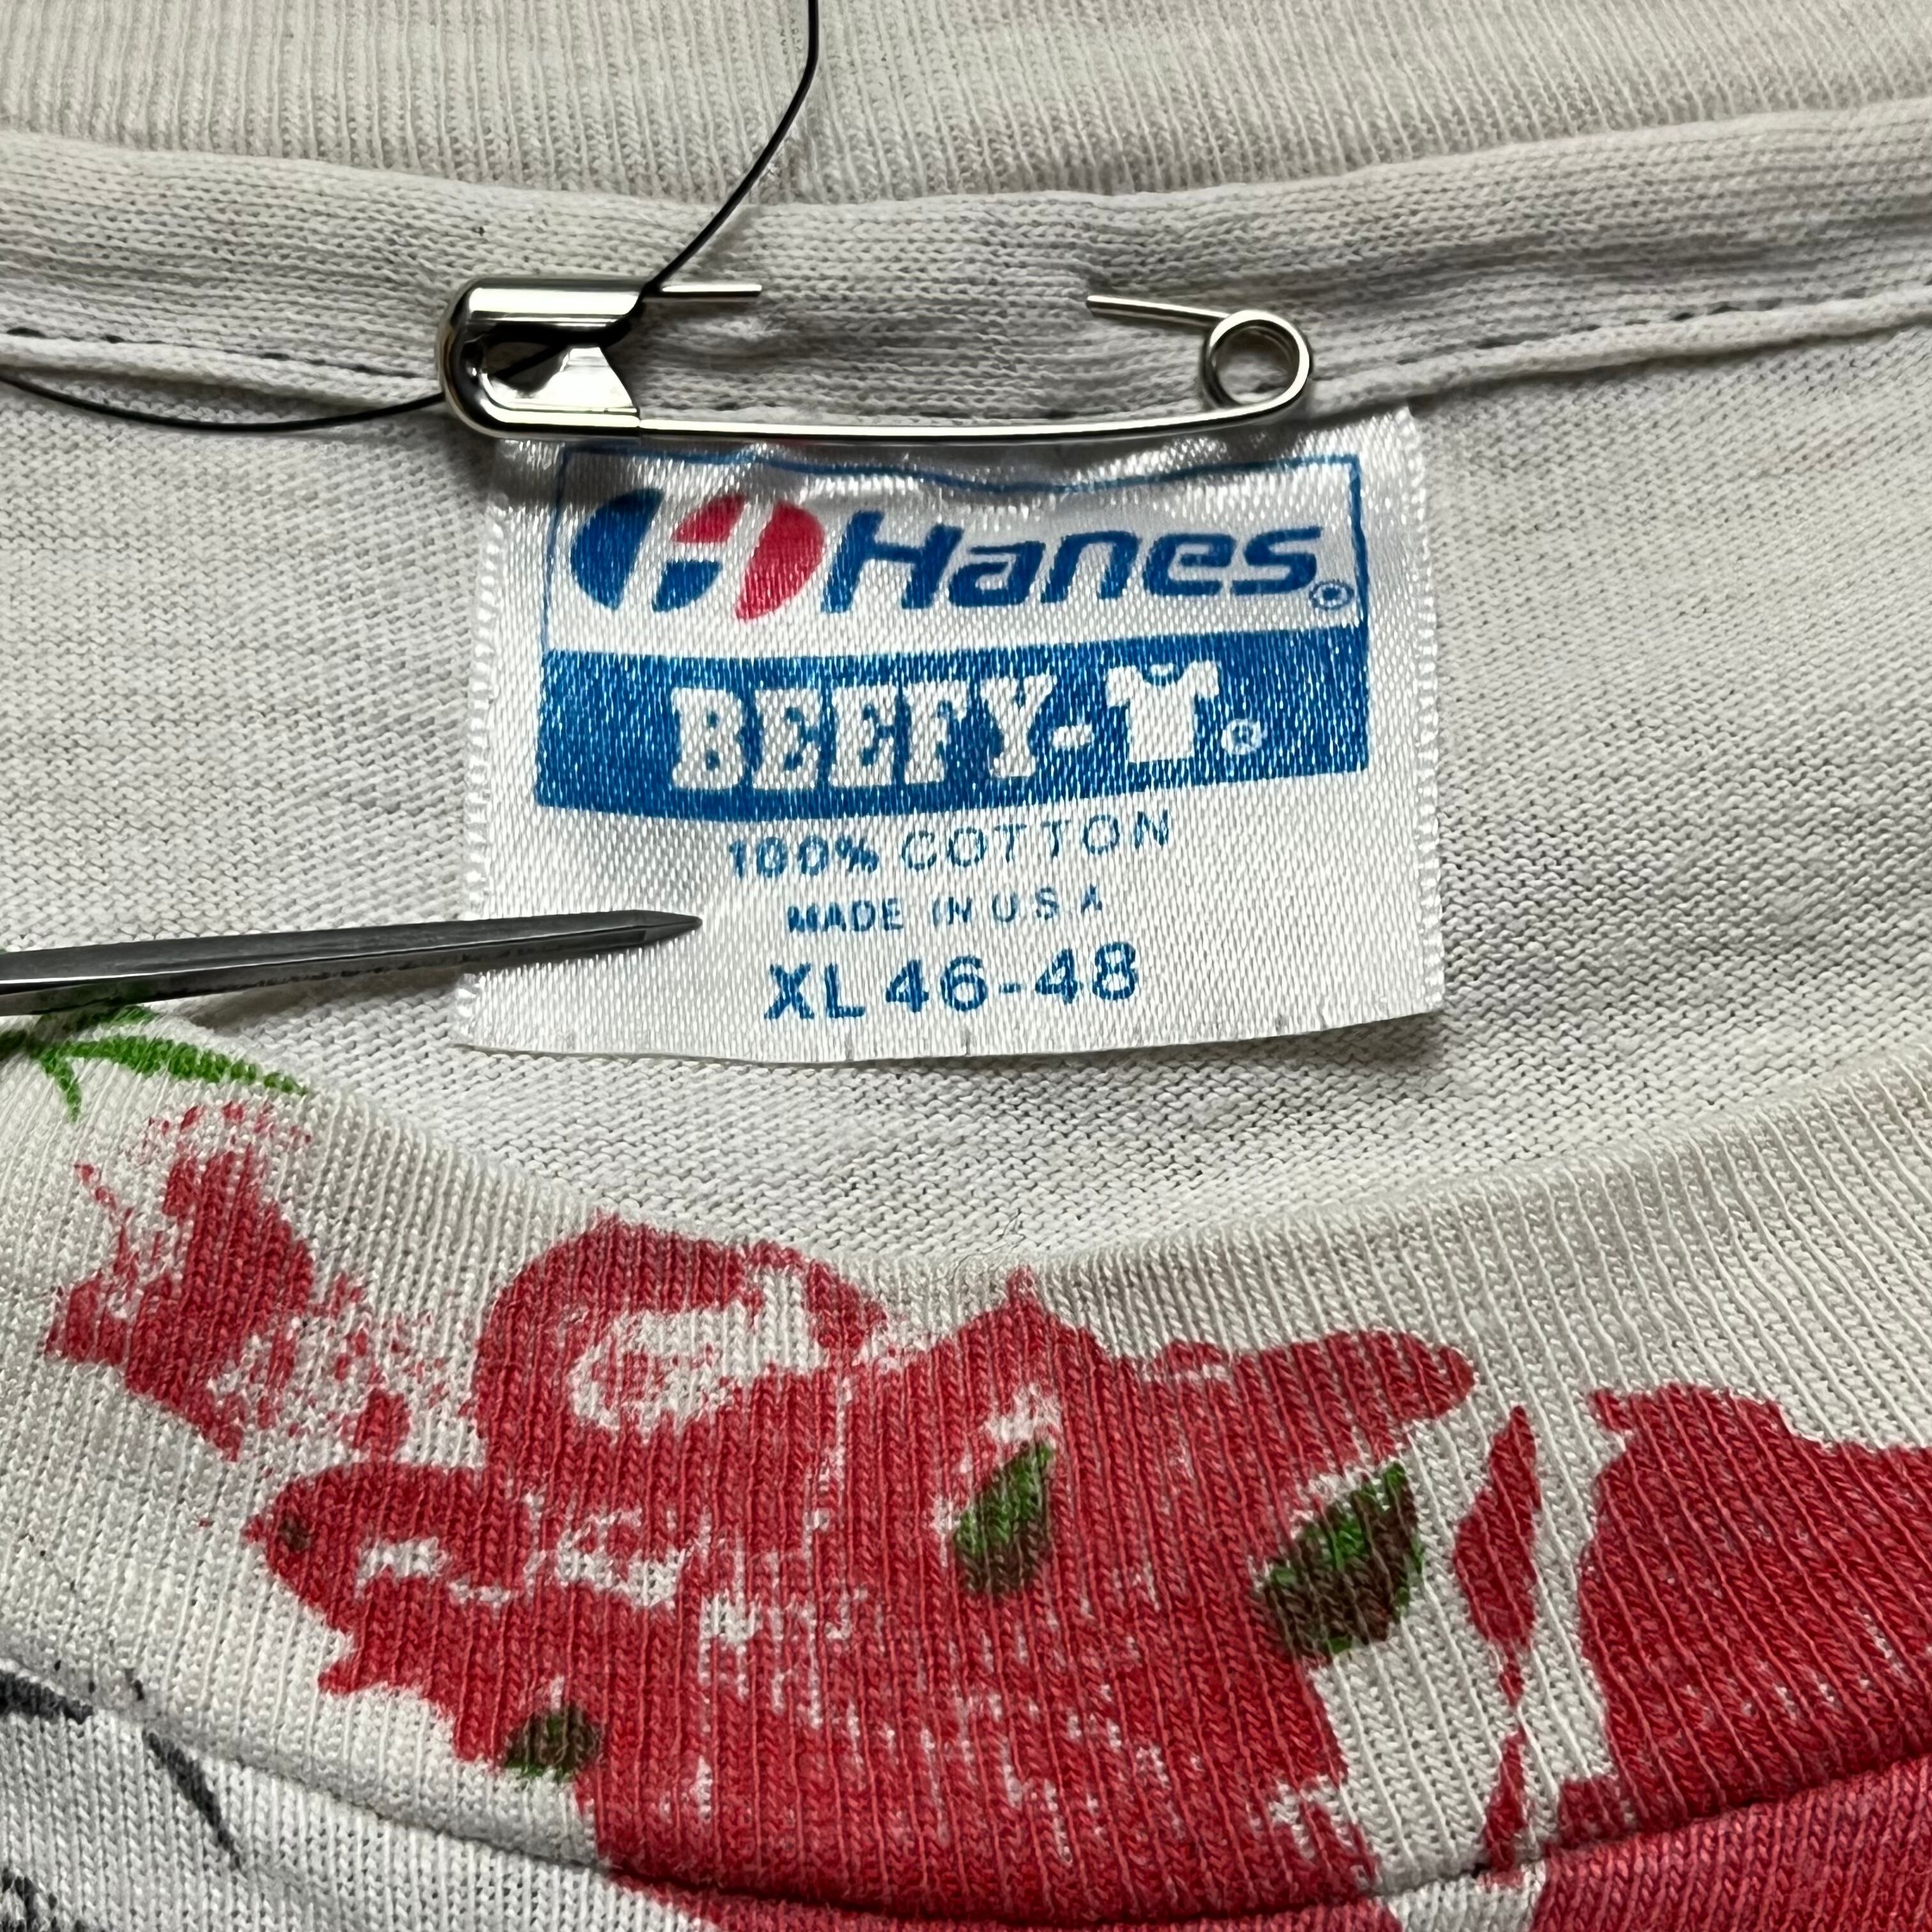 Hanes®
BEEFY-T®
100% COTTON
MADE IN U.S.A
XL 46-48